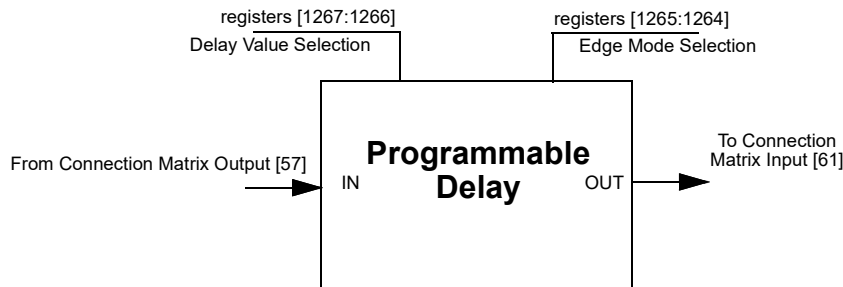 registers [1267:1266]
Delay Value Selection
registers [1265:1264]
Edge Mode Selection
From Connection Matrix Output [57]
IN
Programmable
Delay
OUT
To Connection
Matrix Input [61]